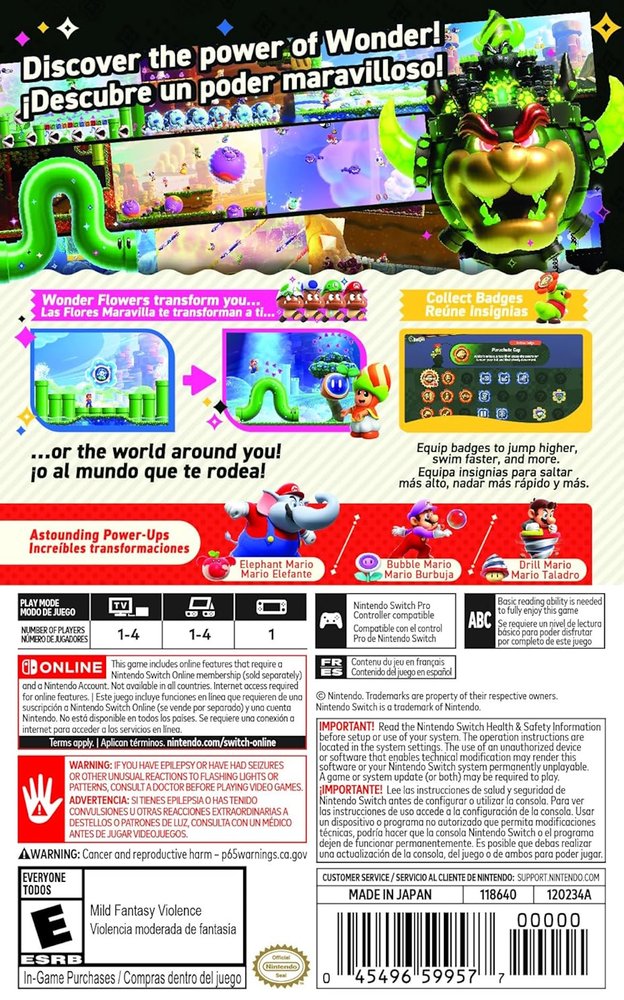 Discover the power of Wonder!
¡Descubre un poder maravilloso!
Wonder Flowers transform you...
Las Flores Maravilla te transforman a ti...
Collect Badges
Reúne Insignias
Parachute Cap
...or the world around you!
¡o al mundo que te rodea!
Equip badges to jump higher,
swim faster, and more.
Equipa insignias para saltar
más alto, nadar más rápido y más.
Astounding Power-Ups
Increíbles transformaciones
Elephant Mario
Mario Elefante
Bubble Mario
Mario Burbuja
Drill Mario
Mario Taladro
PLAY MODE
MODO DE JUEGO
TV
NUMBER OF PLAYERS
NÚMERO DE JUGADORES
1-4
1-4
1
Nintendo Switch Pro
Controller compatible
Compatible con el control
Pro de Nintendo Switch
ABC
Basic reading ability is needed
to fully enjoy this game
Se requiere un nivel de lectura
básico para poder disfrutar
por completo de este juego
FR
ES
Contenu du jeu en français
Contenido del juego en español
ONLINE
This game includes online features that require a
Nintendo Switch Online membership (sold separately)
and a Nintendo Account. Not available in all countries. Internet access required
for online features. | Este juego incluye funciones en línea que requieren de una
suscripción a Nintendo Switch Online (se vende por separado) y una cuenta
Nintendo. No está disponible en todos los países. Se requiere una conexión a
internet para acceder a los servicios en línea.
Terms apply. | Aplican términos. nintendo.com/switch-online
© Nintendo. Trademarks are property of their respective owners.
Nintendo Switch is a trademark of Nintendo.
WARNING: IF YOU HAVE EPILEPSY OR HAVE HAD SEIZURES
OR OTHER UNUSUAL REACTIONS TO FLASHING LIGHTS OR
PATTERNS, CONSULT A DOCTOR BEFORE PLAYING VIDEO GAMES.
ADVERTENCIA: SI TIENES EPILEPSIA O HAS TENIDO
CONVULSIONES U OTRAS REACCIONES EXTRAORDINARIAS A
DESTELLOS O PATRONES DE LUZ, CONSULTA CON UN MÉDICO
ANTES DE JUGAR VIDEOJUEGOS.
IMPORTANT! Read the Nintendo Switch Health & Safety Information
before setup or use of your system. The operation instructions are
located in the system settings. The use of an unauthorized device
or software that enables technical modification may render this
software or your Nintendo Switch system permanently unplayable.
A game or system update (or both) may be required to play.
¡IMPORTANTE! Lee las instrucciones de salud y seguridad de
Nintendo Switch antes de configurar o utilizar la consola. Para ver
las instrucciones de uso accede a la configuración de la consola. Usar
un dispositivo o programa no autorizado que permita modificaciones
técnicas, podría hacer que la consola Nintendo Switch o el programa
dejen de funcionar permanentemente. Es posible que debas realizar
una actualización de la consola, del juego o de ambos para poder jugar.
WARNING: Cancer and reproductive harm – p65warnings.ca.gov
EVERYONE
TODOS
E
ESRB
Mild Fantasy Violence
Violencia moderada de fantasía
In-Game Purchases / Compras dentro del juego
Official
Nintendo
Seal
CUSTOMER SERVICE / SERVICIO AL CLIENTE DE NINTENDO: SUPPORT.NINTENDO.COM
MADE IN JAPAN
118640
120234A
00000
0 45496 59957 7